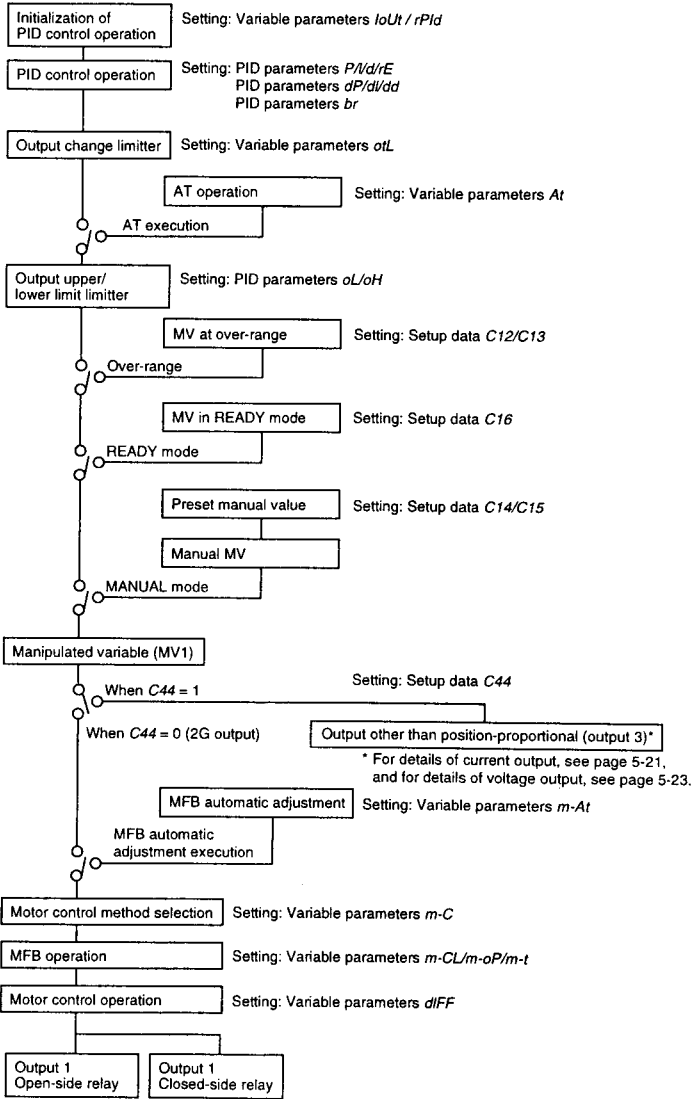 Initialization of
PID control operation
Setting: Variable parameters IoUt / rPId
PID control operation
Setting: PID parameters P/I/d/rE
PID parameters dP/dI/dd
PID parameters br
Output change limitter
Setting: Variable parameters otL
AT operation
Setting: Variable parameters At
AT execution
Output upper/
lower limit limitter
Setting: PID parameters oL/oH
MV at over-range
Setting: Setup data C12/C13
Over-range
MV in READY mode
Setting: Setup data C16
READY mode
Preset manual value
Setting: Setup data C14/C15
Manual MV
MANUAL mode
Manipulated variable (MV1)
Setting: Setup data C44
When C44 = 1
When C44 = 0 (2G output)
Output other than position-proportional (output 3)*
* For details of current output, see page 5-21,
and for details of voltage output, see page 5-23.
MFB automatic adjustment
Setting: Variable parameters m-At
MFB automatic
adjustment execution
Motor control method selection
Setting: Variable parameters m-C
MFB operation
Setting: Variable parameters m-CL/m-oP/m-t
Motor control operation
Setting: Variable parameters dIFF
Output 1
Open-side relay
Output 1
Closed-side relay